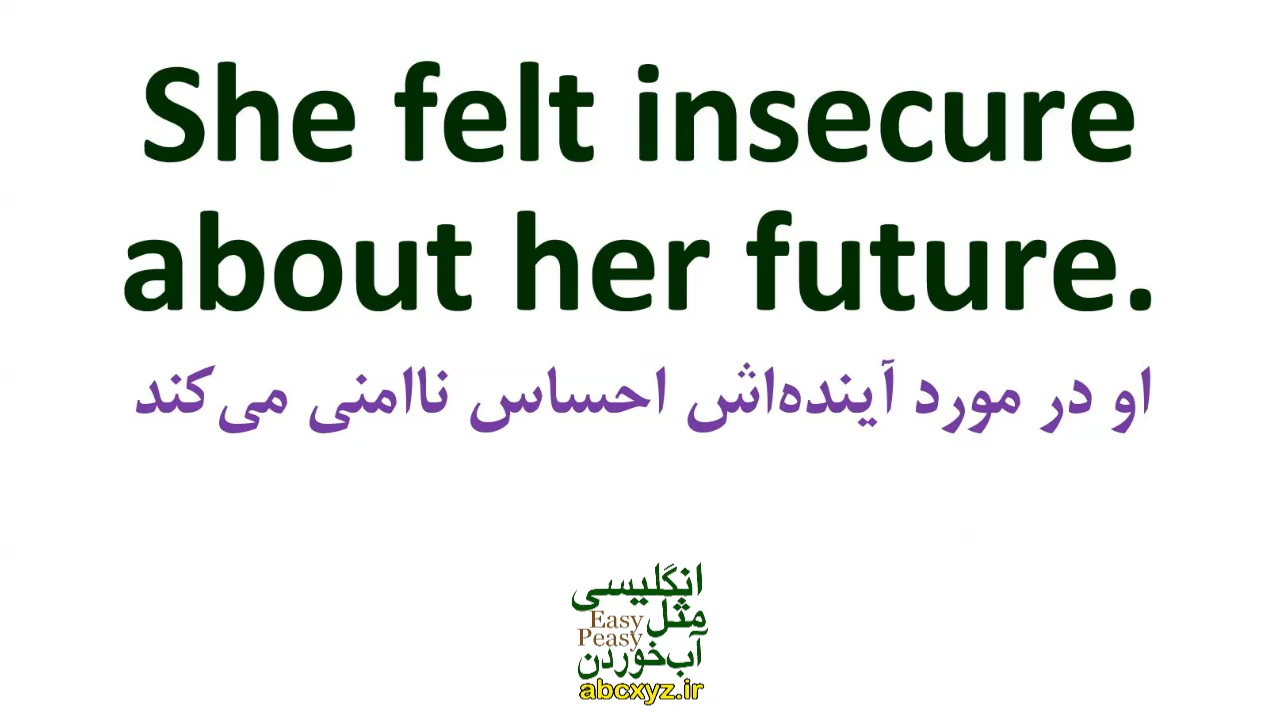 She felt insecure
about her future.
او در مورد آینده‌اش احساس ناامنی می‌کند
انگلیسی
مثل
Easy
Peasy
آب‌خوردن
abcxyz.ir